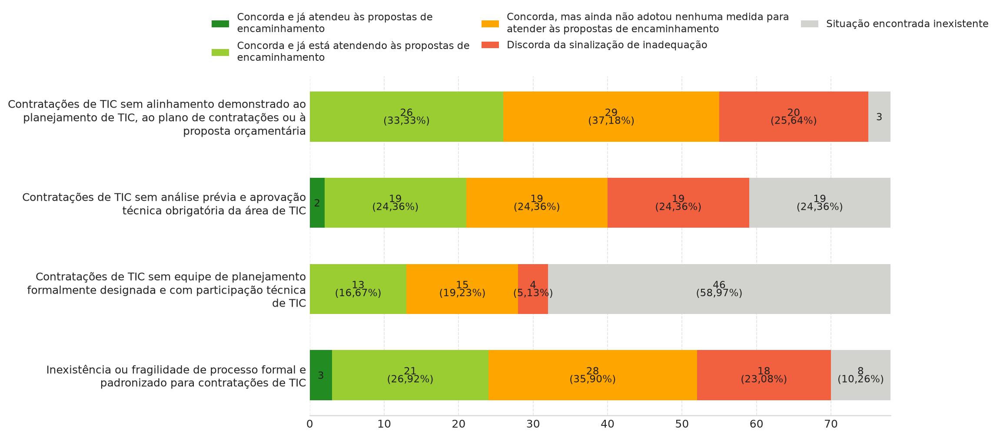 Concorda e já atendeu às propostas de
encaminhamento
Concorda e já está atendendo às propostas de
encaminhamento
Concorda, mas ainda não adotou nenhuma medida para
atender às propostas de encaminhamento
Discorda da sinalização de inadequação
Situação encontrada inexistente
Contratações de TIC sem alinhamento demonstrado ao
planejamento de TIC, ao plano de contratações ou à
proposta orçamentária
26
(33,33%)
29
(37,18%)
20
(25,64%)
3
Contratações de TIC sem análise prévia e aprovação
técnica obrigatória da área de TIC
2
19
(24,36%)
19
(24,36%)
19
(24,36%)
19
(24,36%)
Contratações de TIC sem equipe de planejamento
formalmente designada e com participação técnica
de TIC
13
(16,67%)
15
(19,23%)
4
(5,13%)
46
(58,97%)
Inexistência ou fragilidade de processo formal e
padronizado para contratações de TIC
3
21
(26,92%)
28
(35,90%)
18
(23,08%)
8
(10,26%)
0 10 20 30 40 50 60 70